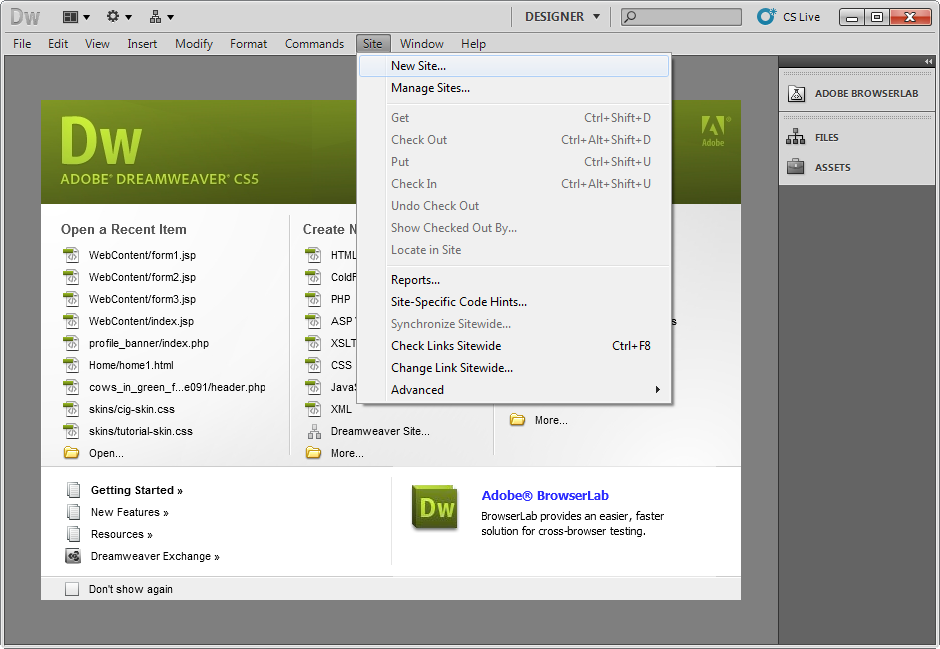 Dw
DESIGNER
CS Live
File Edit View Insert Modify Format Commands Site Window Help
New Site...
Manage Sites...
Get Ctrl+Shift+D
Check Out Ctrl+Alt+Shift+D
Put Ctrl+Shift+U
Check In Ctrl+Alt+Shift+U
Undo Check Out
Show Checked Out By...
Locate in Site
Reports...
Site-Specific Code Hints...
Synchronize Sitewide...
Check Links Sitewide Ctrl+F8
Change Link Sitewide...
Advanced
Dw
ADOBE® DREAMWEAVER® CS5
Adobe
Open a Recent Item
WebContent/form1.jsp
WebContent/form2.jsp
WebContent/form3.jsp
WebContent/index.jsp
profile_banner/index.php
Home/home1.html
cows_in_green_f...e091/header.php
skins/cig-skin.css
skins/tutorial-skin.css
Open...
Create N
HTML
ColdF
PHP
ASP
XSLT
CSS
Java
XML
Dreamweaver Site...
More...
s
More...
Getting Started »
New Features »
Resources »
Dreamweaver Exchange »
Dw
Adobe® BrowserLab
BrowserLab provides an easier, faster
solution for cross-browser testing.
Don't show again
ADOBE BROWSERLAB
FILES
ASSETS